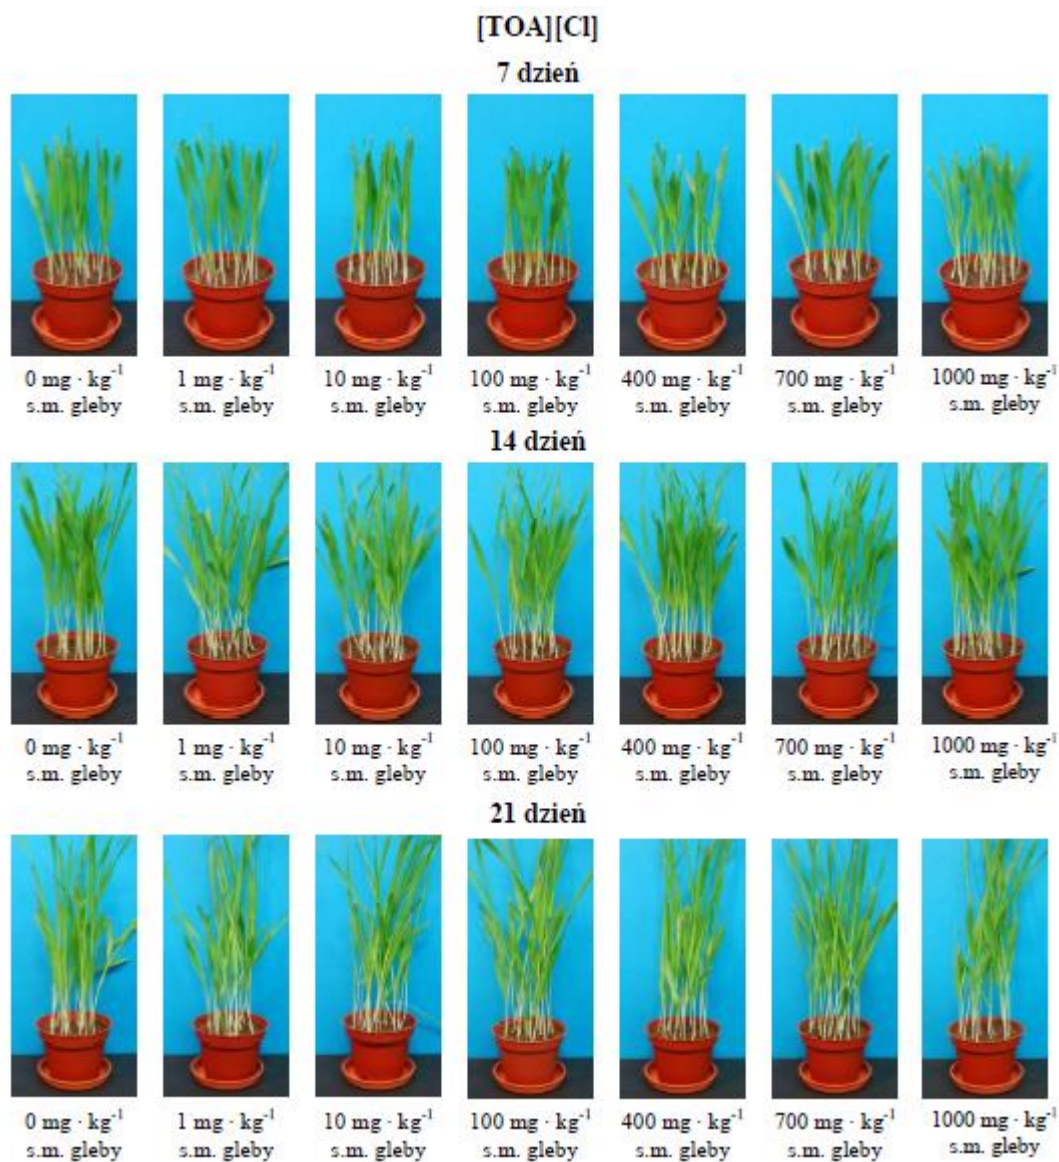 [TOA][Cl]
7 dzień
0 mg · kg⁻¹ 1 mg · kg⁻¹ 10 mg · kg⁻¹ 100 mg · kg⁻¹ 400 mg · kg⁻¹ 700 mg · kg⁻¹ 1000 mg · kg⁻¹
s.m. gleby s.m. gleby s.m. gleby s.m. gleby s.m. gleby s.m. gleby s.m. gleby
14 dzień
0 mg · kg⁻¹ 1 mg · kg⁻¹ 10 mg · kg⁻¹ 100 mg · kg⁻¹ 400 mg · kg⁻¹ 700 mg · kg⁻¹ 1000 mg · kg⁻¹
s.m. gleby s.m. gleby s.m. gleby s.m. gleby s.m. gleby s.m. gleby s.m. gleby
21 dzień
0 mg · kg⁻¹ 1 mg · kg⁻¹ 10 mg · kg⁻¹ 100 mg · kg⁻¹ 400 mg · kg⁻¹ 700 mg · kg⁻¹ 1000 mg · kg⁻¹
s.m. gleby s.m. gleby s.m. gleby s.m. gleby s.m. gleby s.m. gleby s.m. gleby